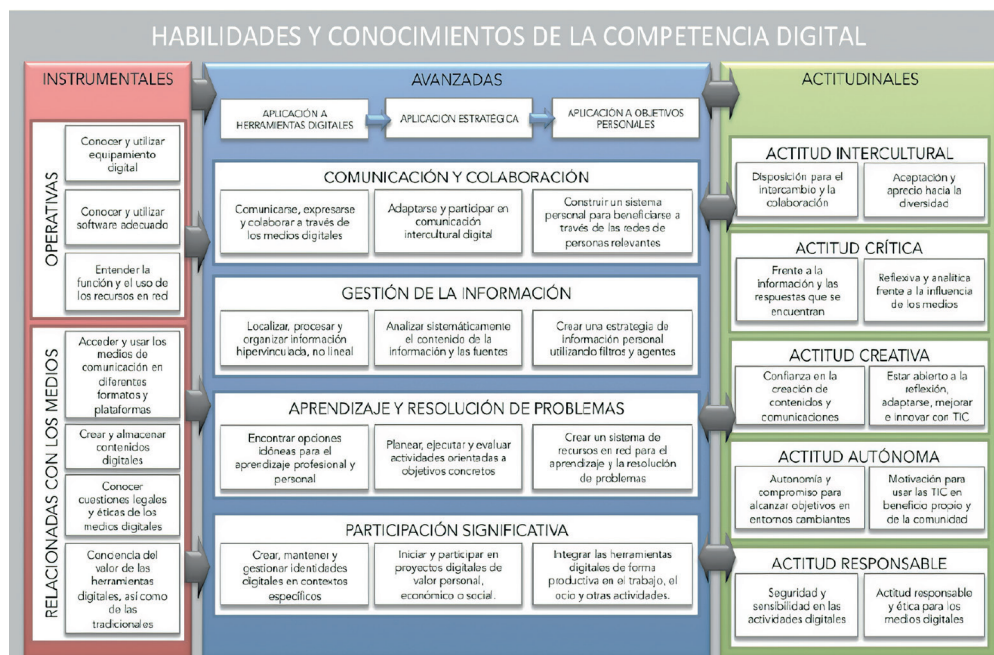 HABILIDADES Y CONOCIMIENTOS DE LA COMPETENCIA DIGITAL
INSTRUMENTALES
OPERATIVAS
Conocer y utilizar
equipamiento
digital
Conocer y utilizar
software adecuado
Entender la
función y el uso de
los recursos en red
RELACIONADAS CON LOS MEDIOS
Acceder y usar los
medios de
comunicación en
diferentes
formatos y
plataformas
Crear y almacenar
contenidos
digitales
Conocer
cuestiones legales
y éticas de los
medios digitales
Conciencia del
valor de las
herramientas
digitales, así como
de las
tradicionales
AVANZADAS
APLICACIÓN A
HERRAMIENTAS DIGITALES
APLICACIÓN ESTRATÉGICA
APLICACIÓN A OBJETIVOS
PERSONALES
COMUNICACIÓN Y COLABORACIÓN
Comunicarse, expresarse
y colaborar a través de
los medios digitales
Adaptarse y participar en
comunicación
intercultural digital
Construir un sistema
personal para beneficiarse a
través de las redes de
personas relevantes
GESTIÓN DE LA INFORMACIÓN
Localizar, procesar y
organizar información
hipervinculada, no lineal
Analizar sistemáticamente
el contenido de la
información y las fuentes
Crear una estrategia de
información personal
utilizando filtros y agentes
APRENDIZAJE Y RESOLUCIÓN DE PROBLEMAS
Encontrar opciones
idóneas para el
aprendizaje profesional y
personal
Planear, ejecutar y evaluar
actividades orientadas a
objetivos concretos
Crear un sistema de
recursos en red para el
aprendizaje y la resolución
de problemas
PARTICIPACIÓN SIGNIFICATIVA
Crear, mantener y
gestionar identidades
digitales en contextos
específicos
Iniciar y participar en
proyectos digitales de
valor personal,
económico o social.
Integrar las herramientas
digitales de forma
productiva en el trabajo, el
ocio y otras actividades.
ACTITUDINALES
ACTITUD INTERCULTURAL
Disposición para el
intercambio y la
colaboración
Aceptación y
aprecio hacia la
diversidad
ACTITUD CRÍTICA
Frente a la
información y las
respuestas que se
encuentran
Reflexiva y analítica
frente a la influencia
de los medios
ACTITUD CREATIVA
Confianza en la
creación de
contenidos y
comunicaciones
Estar abierto a la
reflexión,
adaptarse, mejorar
e innovar con TIC
ACTITUD AUTÓNOMA
Autonomía y
compromiso para
alcanzar objetivos en
entornos cambiantes
Motivación para
usar las TIC en
beneficio propio y
de la comunidad
ACTITUD RESPONSABLE
Seguridad y
sensibilidad en las
actividades digitales
Actitud responsable
y ética para los
medios digitales